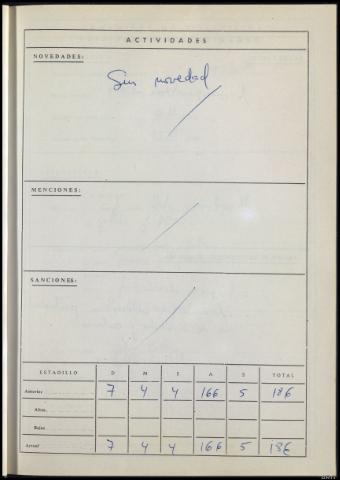 ACTIVIDADES
NOVEDADES:
Sin novedad
MENCIONES:
SANCIONES:
ESTADILLO D M T A S TOTAL
Anterior 7 4 4 166 5 186
Altas
Bajas
Actual 7 4 4 166 5 186